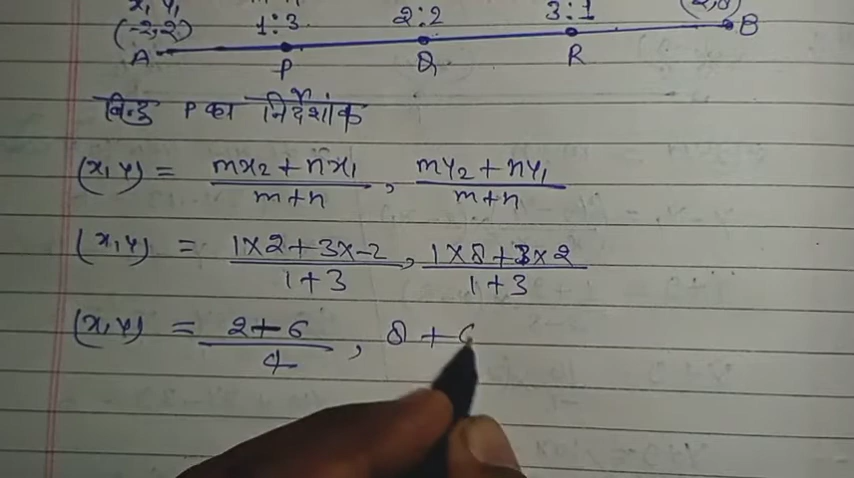 x, y,
(-2,2) 1:3 2:2 3:1 (2,8)
A P Q R B
बिन्दु P का निर्देशांक
(x, y) = mx₂+nx₁ / m+n , my₂+ny₁ / m+n
(x,y) = 1×2+3×-2 / 1+3 , 1×8+3×2 / 1+3
(x,y) = 2+-6 / 4 , 8+6